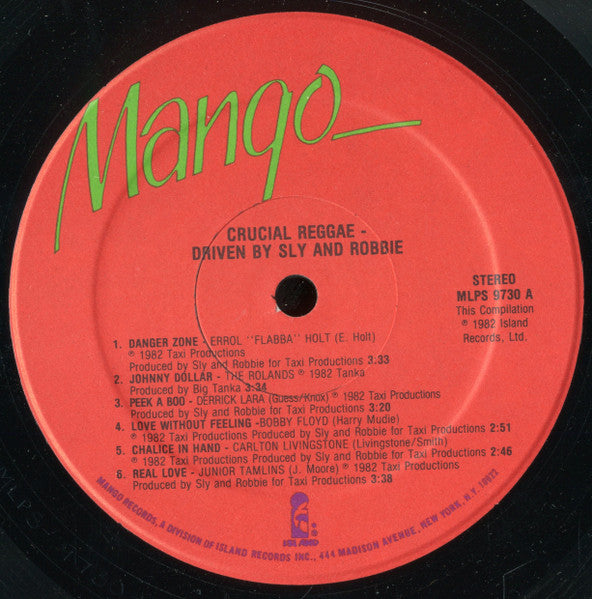 Mango
CRUCIAL REGGAE -
DRIVEN BY SLY AND ROBBIE
STEREO
MLPS 9730 A
This Compilation
℗ 1982 Island
Records, Ltd.
1. DANGER ZONE - ERROL "FLABBA" HOLT (E. Holt)
℗ 1982 Taxi Productions
Produced by Sly and Robbie for Taxi Productions 3.33
2. JOHNNY DOLLAR - THE ROLANDS ℗ 1982 Tanka
Produced by Big Tanka 3:34
3. PEEK A BOO - DERRICK LARA (Guess/Knox) ℗ 1982 Taxi Productions
Produced by Sly and Robbie for Taxi Productions 3:20
4. LOVE WITHOUT FEELING -BOBBY FLOYD (Harry Mudie)
℗ 1982 Taxi Productions Produced by Sly and Robbie for Taxi Productions 2:51
5. CHALICE IN HAND - CARLTON LIVINGSTONE (Livingstone/Smith)
℗ 1982 Taxi Productions Produced by Sly and Robbie for Taxi Productions 2:46
6. REAL LOVE - JUNIOR TAMLINS (J. Moore) ℗ 1982 Taxi Productions
Produced by Sly and Robbie for Taxi Productions 3:38
ISLAND
MANGO RECORDS, A DIVISION OF ISLAND RECORDS INC., 444 MADISON AVENUE, NEW YORK, N.Y. 10022